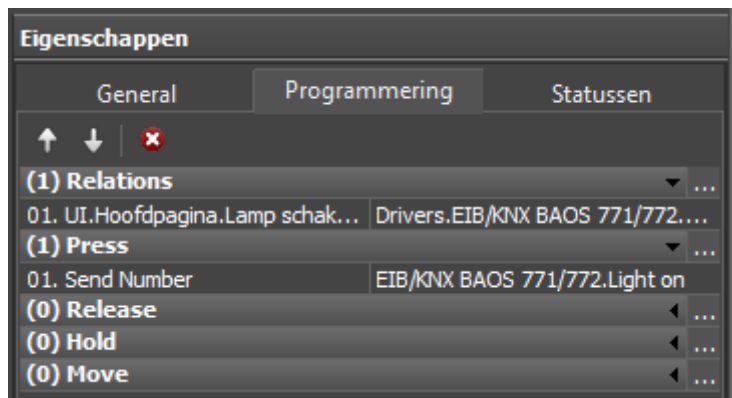 Eigenschappen
General Programmering Statussen
(1) Relations ...
01. UI.Hoofdpagina.Lamp schak... Drivers.EIB/KNX BAOS 771/772....
(1) Press ...
01. Send Number EIB/KNX BAOS 771/772.Light on
(0) Release ...
(0) Hold ...
(0) Move ...